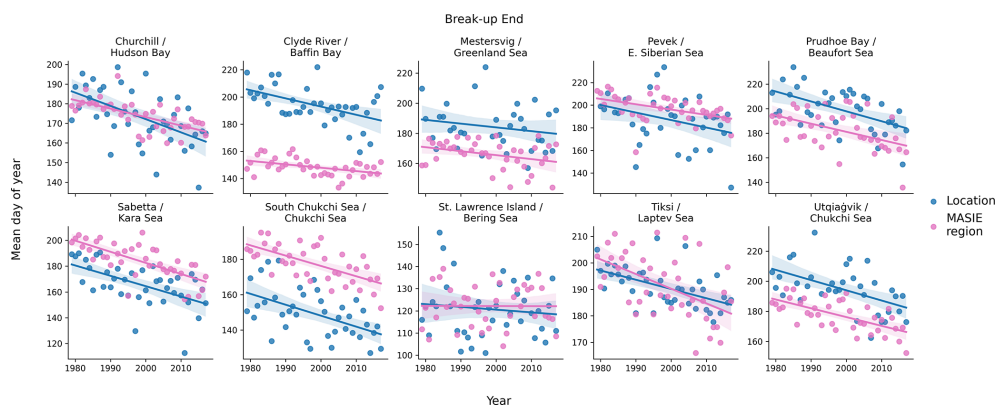 Break-up End
Churchill /
Hudson Bay
Clyde River /
Baffin Bay
Mestersvig /
Greenland Sea
Pevek /
E. Siberian Sea
Prudhoe Bay /
Beaufort Sea
200
190
180
170
160
150
140
220
200
180
160
140
220
200
180
160
220
200
180
160
140
220
200
180
160
140
Mean day of year
Sabetta /
Kara Sea
South Chukchi Sea /
Chukchi Sea
St. Lawrence Island /
Bering Sea
Tiksi /
Laptev Sea
Utqiaġvik /
Chukchi Sea
200
180
160
140
120
180
160
140
150
140
130
120
110
100
210
200
190
180
170
220
200
180
160
1980 1990 2000 2010
1980 1990 2000 2010
1980 1990 2000 2010
1980 1990 2000 2010
1980 1990 2000 2010
Year
Location
MASIE
region